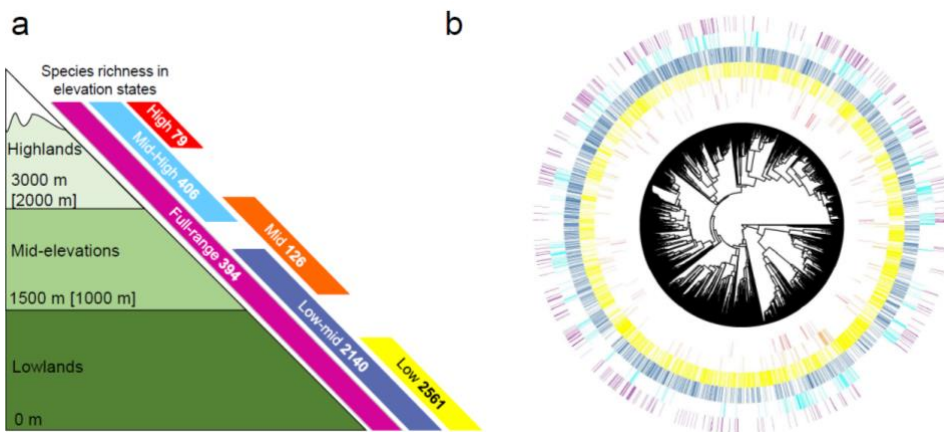 a
b
Species richness in
elevation states
High 79
Mid-High 406
Full-range 394
Mid 126
Low-mid 2140
Low 2561
Highlands
3000 m
[2000 m]
Mid-elevations
1500 m [1000 m]
Lowlands
0 m